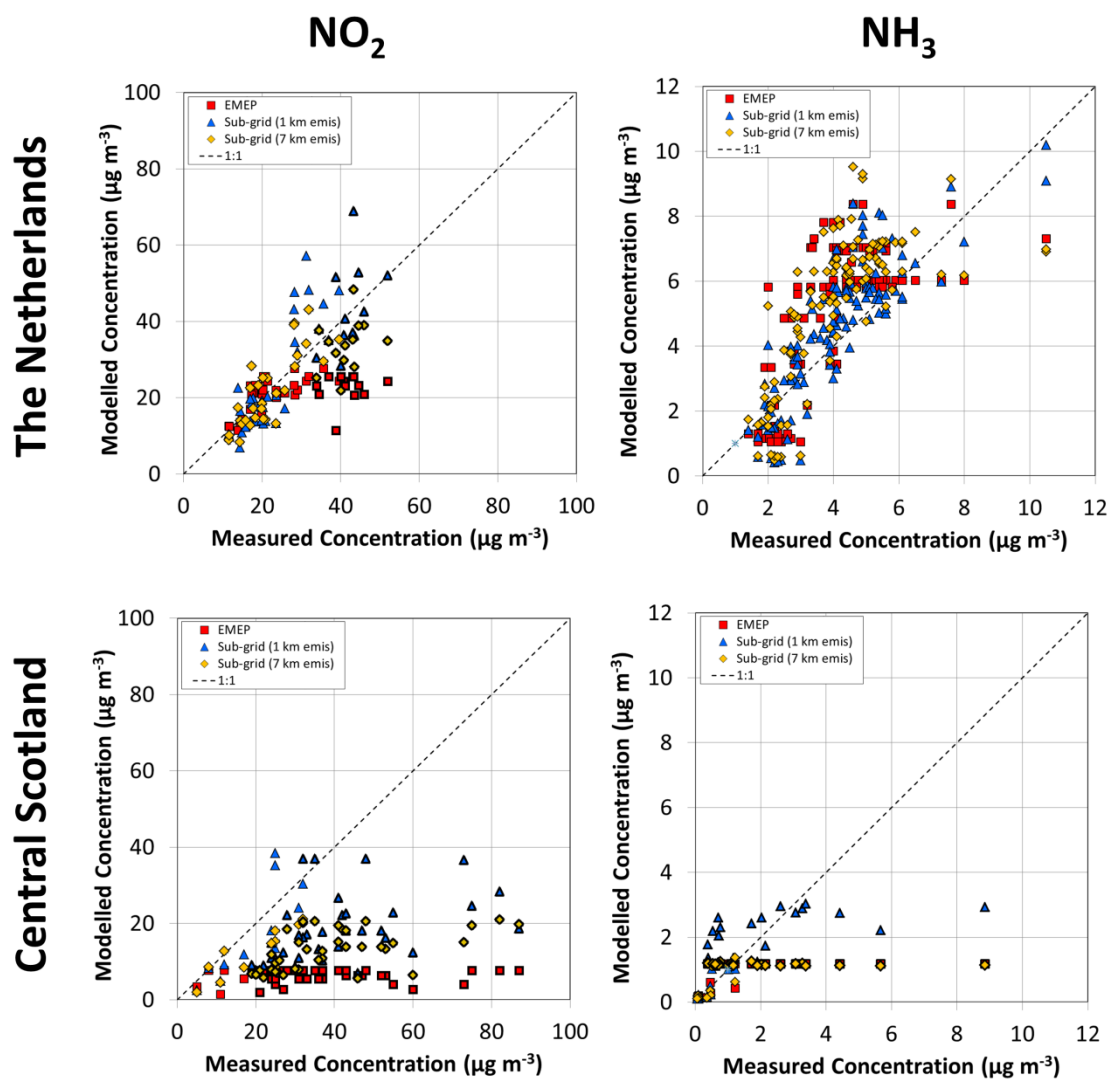 NO2
NH3
The Netherlands
Modelled Concentration (µg m-3)
100
80
60
40
20
0
EMEP
Sub-grid (1 km emis)
Sub-grid (7 km emis)
1:1
0 20 40 60 80 100
Measured Concentration (µg m-3)
Modelled Concentration (µg m-3)
12
10
8
6
4
2
0
EMEP
Sub-grid (1 km emis)
Sub-grid (7 km emis)
1:1
0 2 4 6 8 10 12
Measured Concentration (µg m-3)
Central Scotland
Modelled Concentration (µg m-3)
100
80
60
40
20
0
EMEP
Sub-grid (1 km emis)
Sub-grid (7 km emis)
1:1
0 20 40 60 80 100
Measured Concentration (µg m-3)
Modelled Concentration (µg m-3)
12
10
8
6
4
2
0
EMEP
Sub-grid (1 km emis)
Sub-grid (7 km emis)
1:1
0 2 4 6 8 10 12
Measured Concentration (µg m-3)